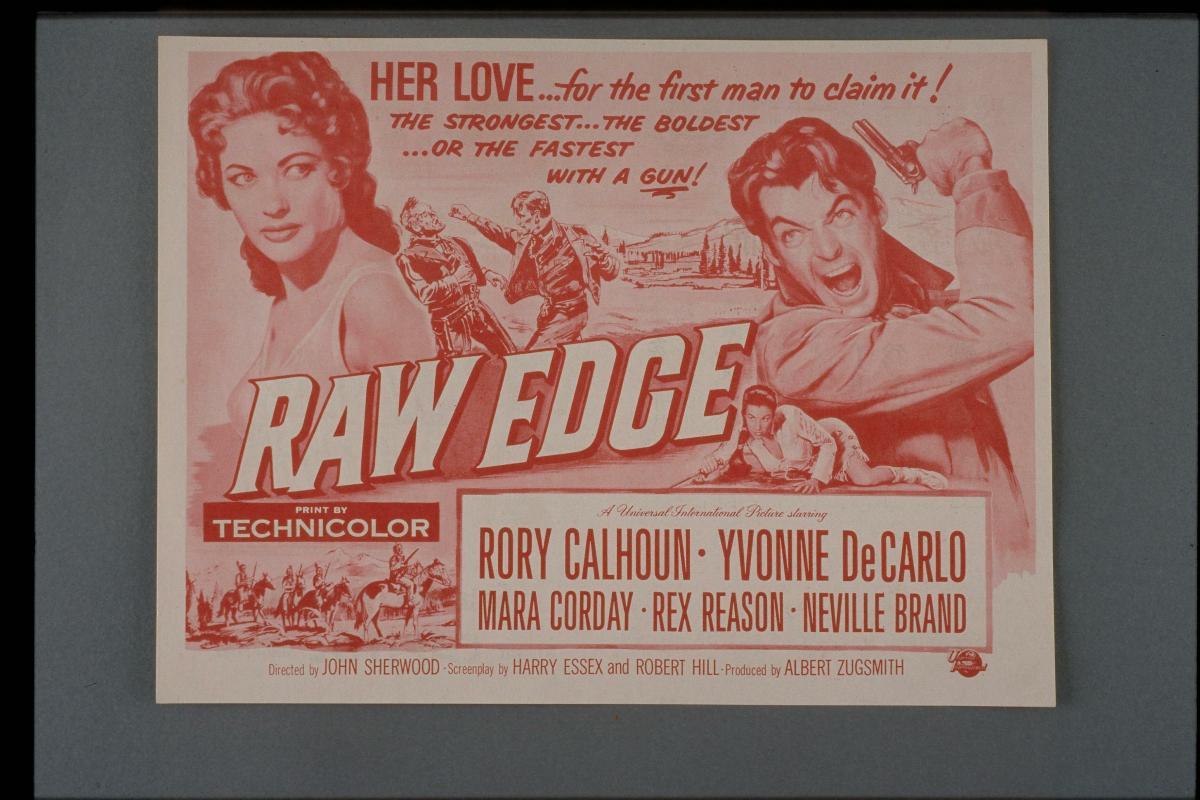 HER LOVE...for the first man to claim it!
THE STRONGEST...THE BOLDEST
...OR THE FASTEST
WITH A GUN!
RAW EDGE
PRINT BY
TECHNICOLOR
A Universal-International Picture starring
RORY CALHOUN · YVONNE DeCARLO
MARA CORDAY · REX REASON · NEVILLE BRAND
Directed by JOHN SHERWOOD · Screenplay by HARRY ESSEX and ROBERT HILL · Produced by ALBERT ZUGSMITH